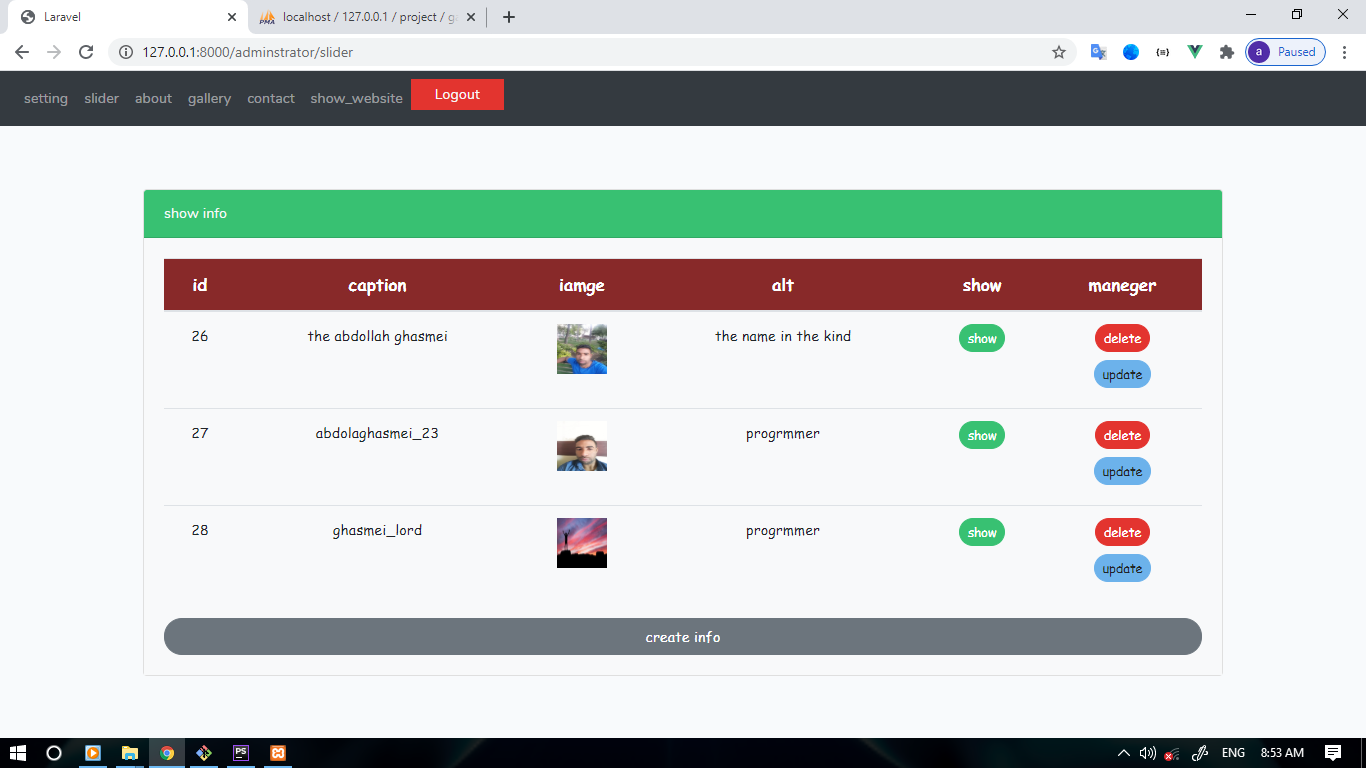 Laravel
localhost / 127.0.0.1 / project / ga
127.0.0.1:8000/adminstrator/slider
a Paused
setting slider about gallery contact show_website Logout
show info
id caption iamge alt show maneger
26 the abdollah ghasmei the name in the kind show delete
update
27 abdolaghasmei_23 progrmmer show delete
update
28 ghasmei_lord progrmmer show delete
update
create info
PS ENG 8:53 AM